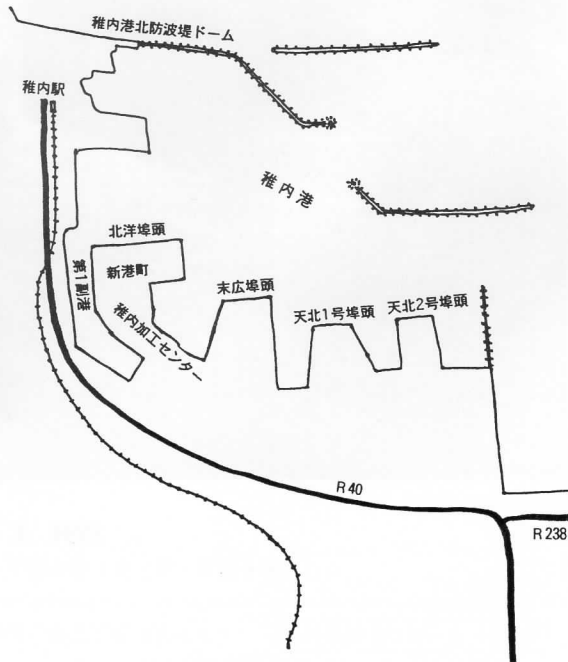 稚内港北防波堤ドーム
稚内駅
稚内港
北洋埠頭
新港町
第1副港
稚内加工センター
末広埠頭
天北1号埠頭
天北2号埠頭
R40
R238